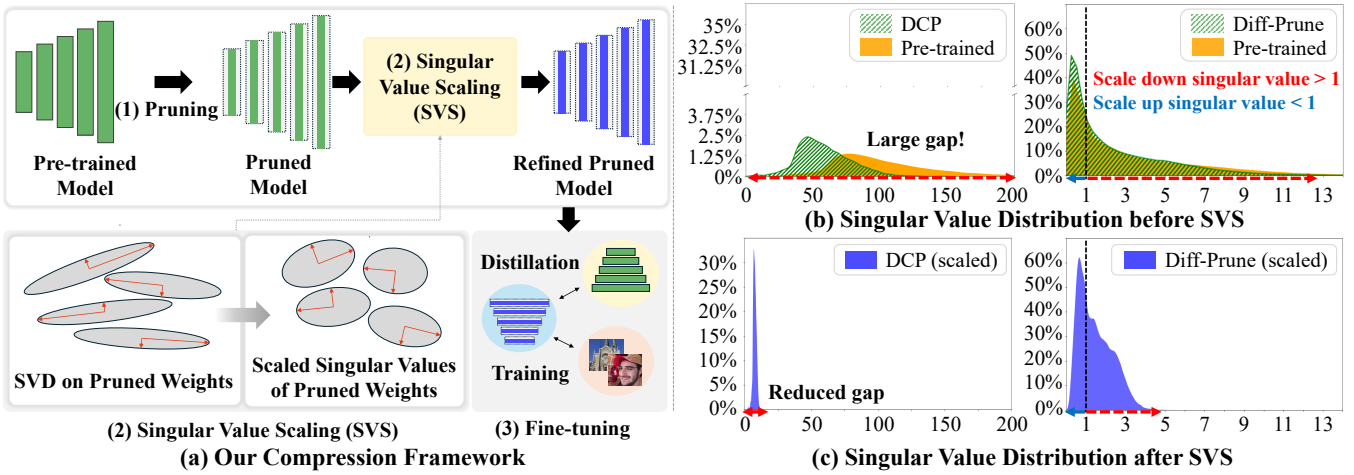 (1) Pruning
Pre-trained
Model
Pruned
Model
(2) Singular
Value Scaling
(SVS)
Refined Pruned
Model
SVD on Pruned Weights
Scaled Singular Values
of Pruned Weights
(2) Singular Value Scaling (SVS)
Distillation
Training
(3) Fine-tuning
(a) Our Compression Framework
35%
32.5%
31.25%
3.75%
2.5%
1.25%
0%
DCP
Pre-trained
Large gap!
0 50 100 150 200
60%
50%
40%
30%
20%
10%
0%
Diff-Prune
Pre-trained
Scale down singular value > 1
Scale up singular value < 1
1 3 5 7 9 11 13
(b) Singular Value Distribution before SVS
30%
25%
20%
15%
10%
5%
0%
DCP (scaled)
Reduced gap
0 50 100 150 200
60%
50%
40%
30%
20%
10%
0%
Diff-Prune (scaled)
1 3 5 7 9 11 13
(c) Singular Value Distribution after SVS